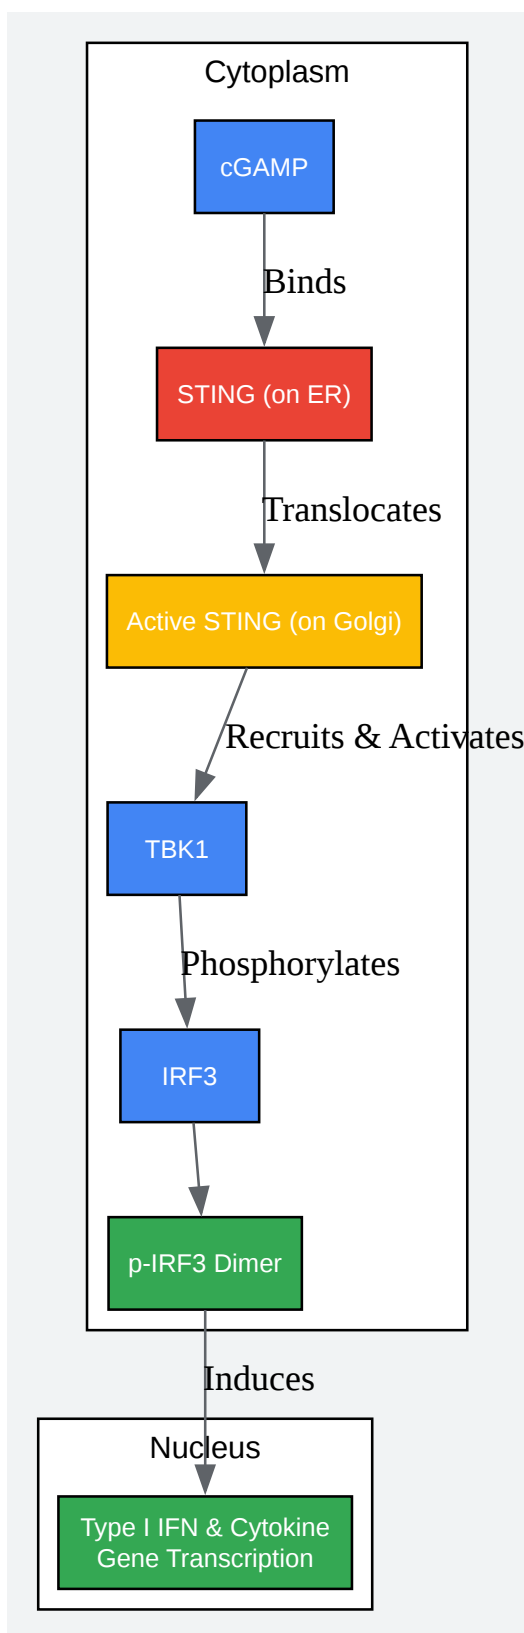 Cytoplasm
cGAMP
Binds
STING (on ER)
Translocates
Active STING (on Golgi)
Recruits & Activates
TBK1
Phosphorylates
IRF3
p-IRF3 Dimer
Induces
Nucleus
Type I IFN & Cytokine
Gene Transcription